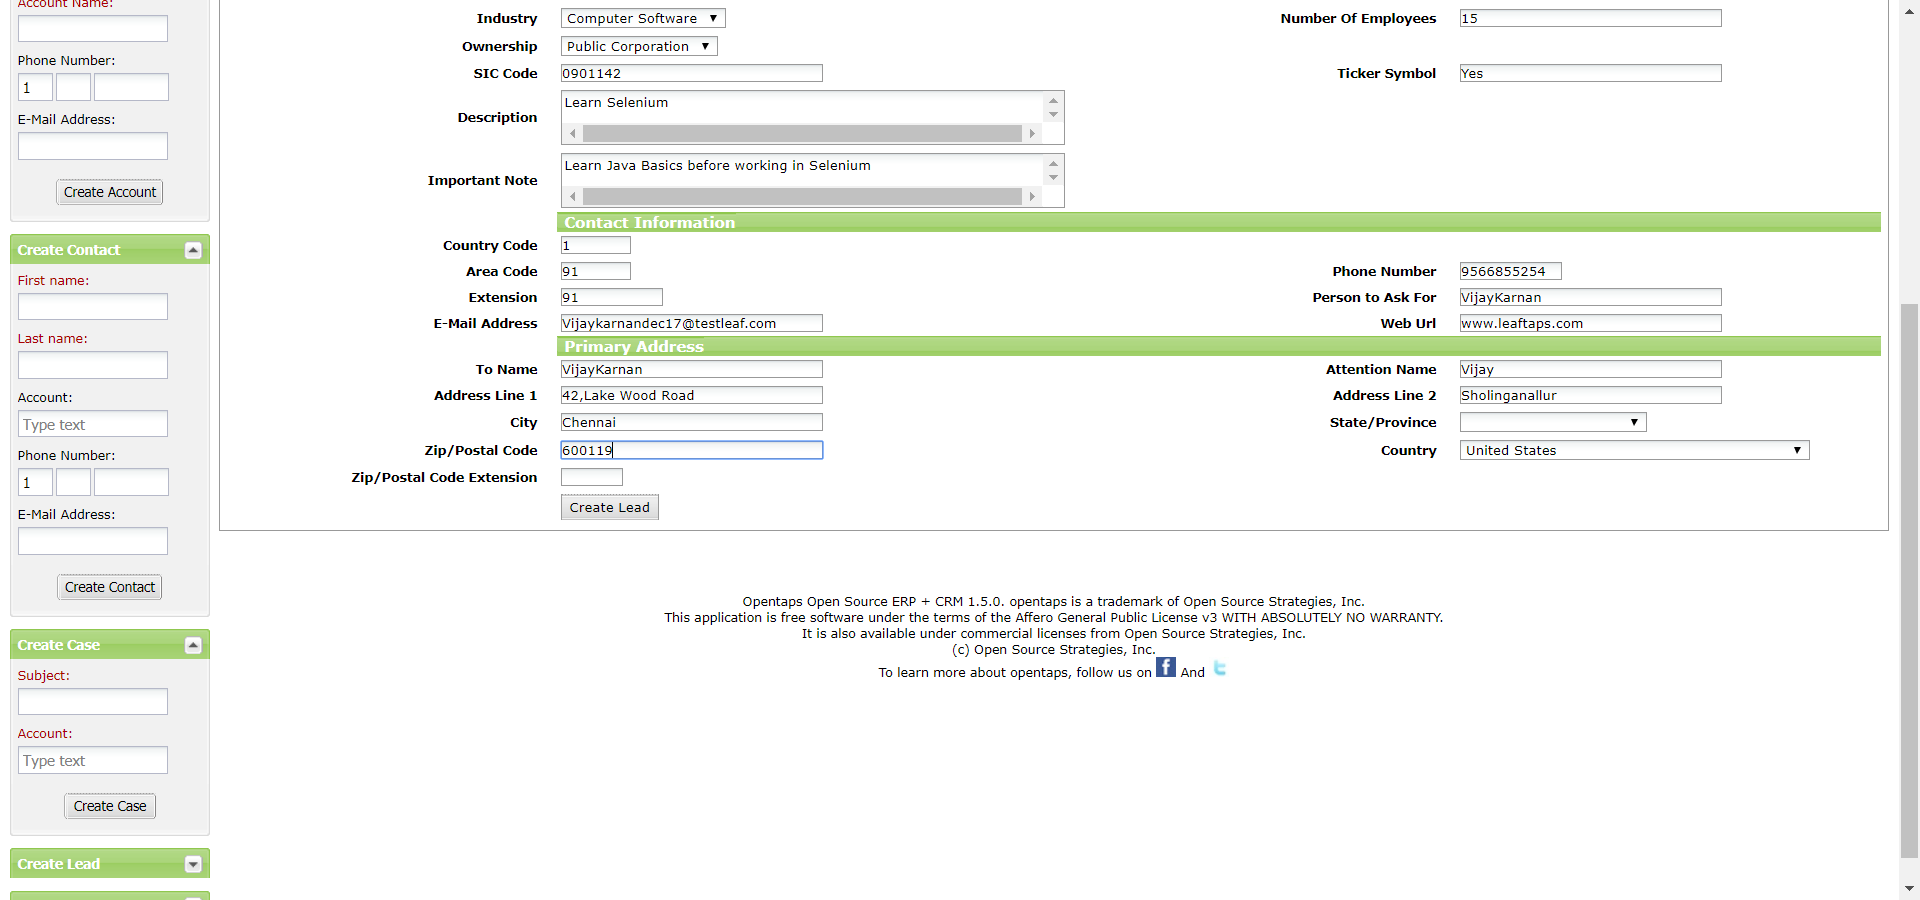 Account Name:
Phone Number:
1
E-Mail Address:
Create Account
Create Contact
First name:
Last name:
Account:
Type text
Phone Number:
1
E-Mail Address:
Create Contact
Create Case
Subject:
Account:
Type text
Create Case
Create Lead
Industry Computer Software Number Of Employees 15
Ownership Public Corporation
SIC Code 0901142 Ticker Symbol Yes
Description Learn Selenium
Important Note Learn Java Basics before working in Selenium
Contact Information
Country Code 1
Area Code 91 Phone Number 9566855254
Extension 91 Person to Ask For VijayKarnan
E-Mail Address Vijaykarnandec17@testleaf.com Web Url www.leaftaps.com
Primary Address
To Name VijayKarnan Attention Name Vijay
Address Line 1 42,Lake Wood Road Address Line 2 Sholinganallur
City Chennai State/Province
Zip/Postal Code 600119 Country United States
Zip/Postal Code Extension
Create Lead
Opentaps Open Source ERP + CRM 1.5.0. opentaps is a trademark of Open Source Strategies, Inc.
This application is free software under the terms of the Affero General Public License v3 WITH ABSOLUTELY NO WARRANTY.
It is also available under commercial licenses from Open Source Strategies, Inc.
(c) Open Source Strategies, Inc.
To learn more about opentaps, follow us on f And t